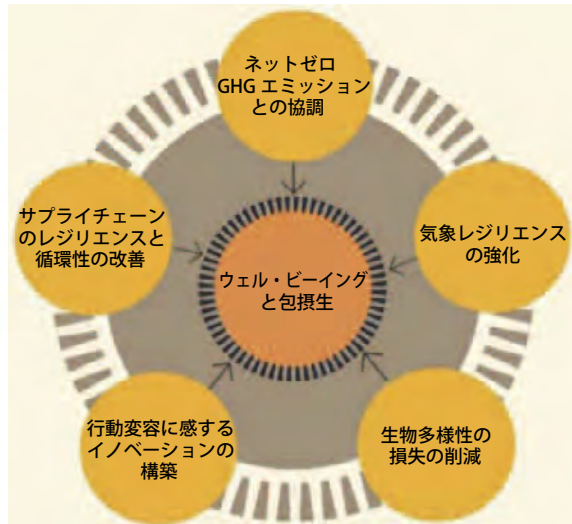 ネットゼロ
GHG エミッション
との協調
サプライチェーン
のレジリエンスと
循環性の改善
気象レジリエンス
の強化
ウェル・ビーイング
と包摂生
行動変容に感する
イノベーションの
構築
生物多様性の
損失の削減